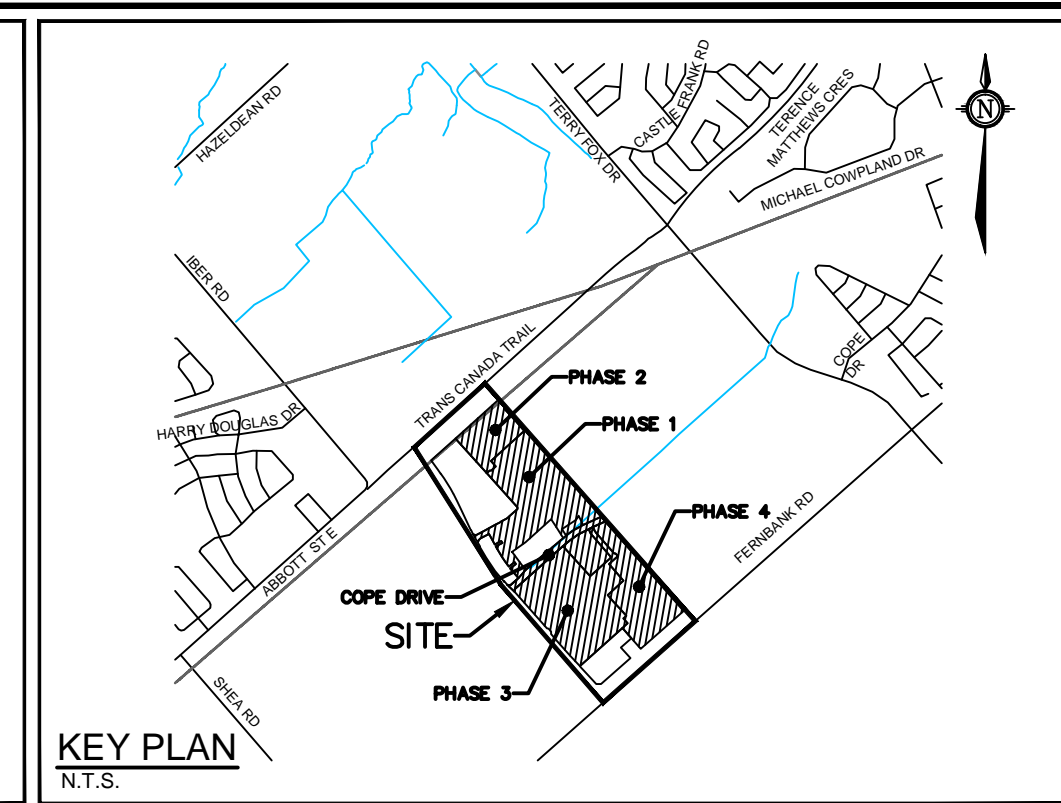 HAZELDEAN RD
TERRY FOX DR
CASTLE FRANK RD
TERENCE
MATTHEWS CRES
MICHAEL COWPLAND DR
N
IBER RD
TRANS CANADA TRAIL
COPE
DR
PHASE 2
HARRY DOUGLAS DR
PHASE 1
PHASE 4
FERNBANK RD
ABBOTT ST E
COPE DRIVE
SITE
PHASE 3
SHEA RD
KEY PLAN
N.T.S.